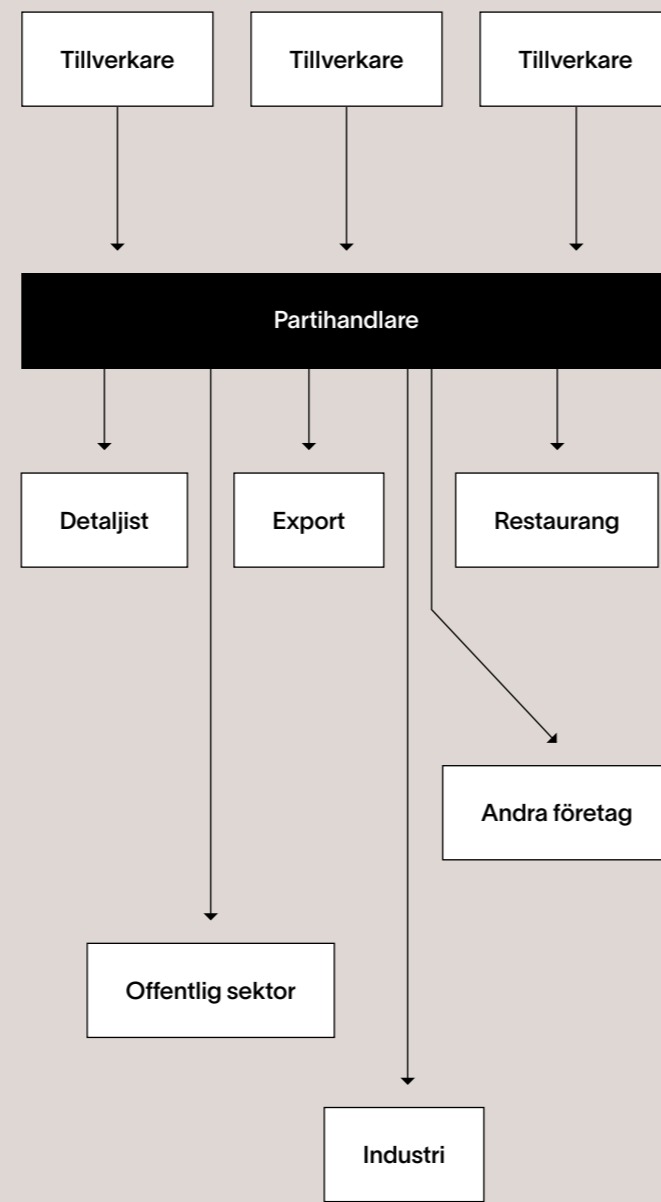 Tillverkare
Tillverkare
Tillverkare
Partihandlare
Detaljist
Export
Restaurang
Andra företag
Offentlig sektor
Industri